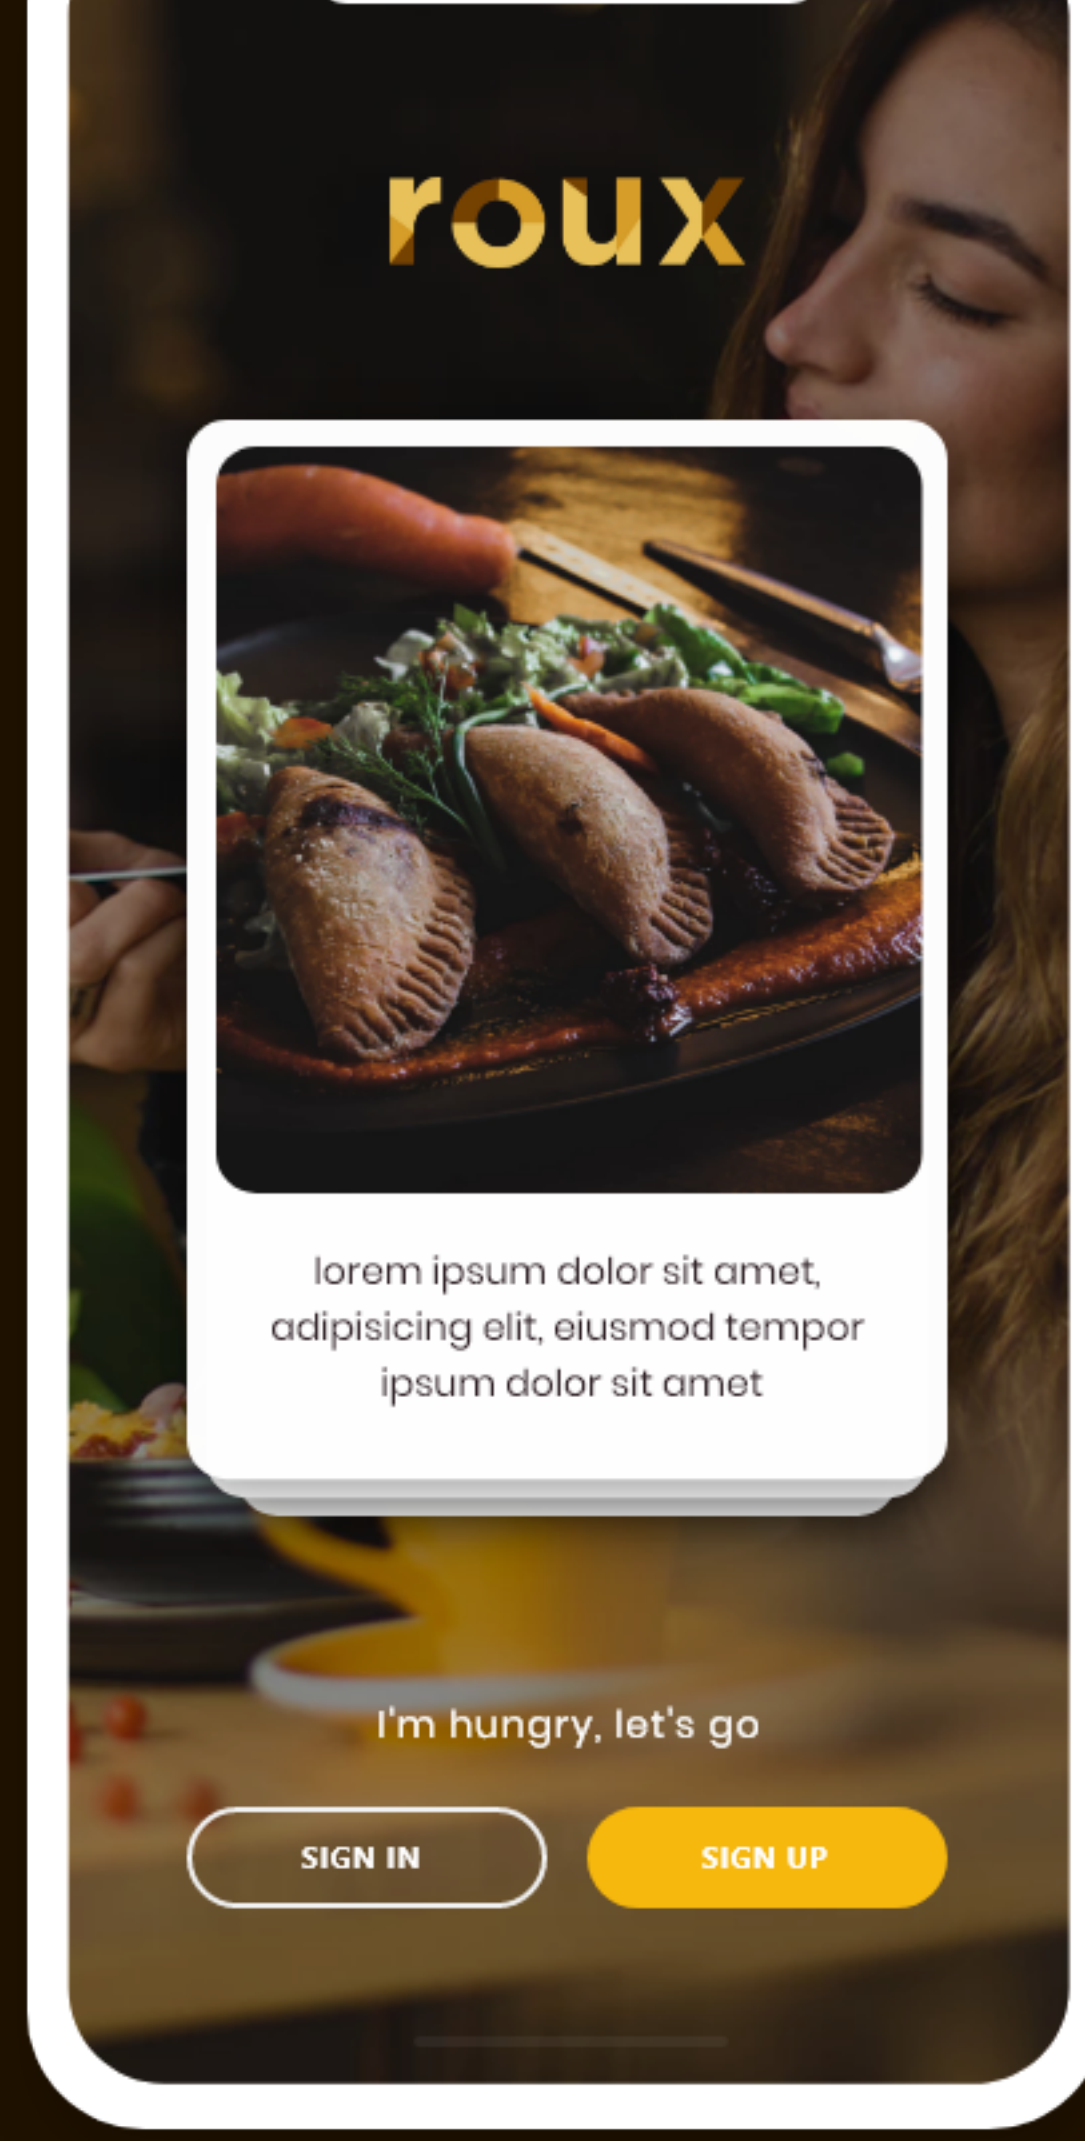 roux
lorem ipsum dolor sit amet,
adipisicing elit, eiusmod tempor
ipsum dolor sit amet
I'm hungry, let's go
SIGN IN
SIGN UP